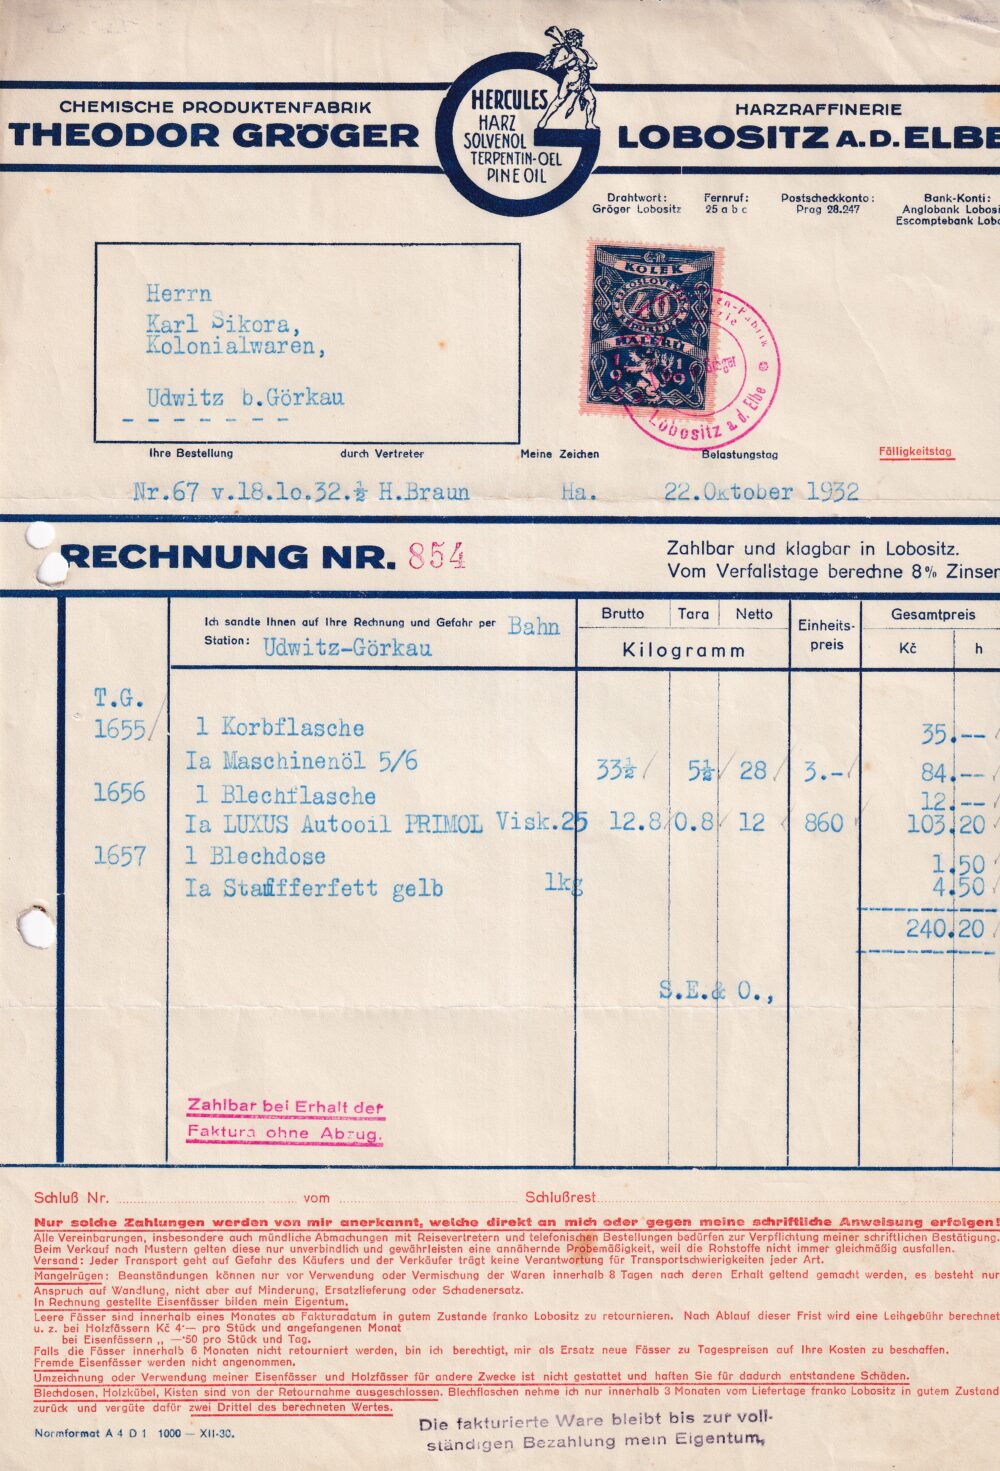 CHEMISCHE PRODUKTENFABRIK
THEODOR GRÖGER
HERCULES
HARZ
SOLVENOL
TERPENTIN-OEL
PINE OIL
HARZRAFFINERIE
LOBOSITZ A.D. ELBE
Drahtwort: Fernruf: Postscheckkonto: Bank-Konti:
Gröger Lobositz 25 a b c Prag 28.247 Anglobank Lobosi
Escomptebank Lobo
KOLEK
40
HALÉŘŮ
1919
Lobositz a. d. Elbe
Herrn
Karl Sikora,
Kolonialwaren,
Udwitz b.Görkau
Ihre Bestellung durch Vertreter Meine Zeichen Belastungstag Fälligkeitstag
Nr.67 v.18.10.32.½ H.Braun Ha. 22.Oktober 1932
RECHNUNG NR. 854
Zahlbar und klagbar in Lobositz.
Vom Verfallstage berechne 8% Zinsen
Ich sandte Ihnen auf Ihre Rechnung und Gefahr per Bahn
Station: Udwitz-Görkau
Brutto Tara Netto
Kilogramm
Einheits-
preis
Gesamtpreis
Kč h
T.G.
1655 1 Korbflasche 35.--
Ia Maschinenöl 5/6 33½ 5½ 28 3.- 84.--
1656 1 Blechflasche 12.--
Ia LUXUS Autooil PRIMOL Visk.25 12.8 0.8 12 860 103.20
1657 1 Blechdose 1.50
Ia Staufferfett gelb 1kg 4.50
240.20
S.E.& O.,
Zahlbar bei Erhalt der
Faktura ohne Abzug.
Schluß Nr. vom Schlußrest
Nur solche Zahlungen werden von mir anerkannt, welche direkt an mich oder gegen meine schriftliche Anweisung erfolgen!
Alle Vereinbarungen, insbesondere auch mündliche Abmachungen mit Reisevertretern und telefonische Bestellungen bedürfen zur Verpflichtung meiner schriftlichen Bestätigung.
Beim Verkauf nach Mustern gelten diese nur unverbindlich und gewährleisten eine annähernde Probemäßigkeit, weil die Rohstoffe nicht immer gleichmäßig ausfallen.
Versand: Jeder Transport geht auf Gefahr des Käufers und der Verkäufer trägt keine Verantwortung für Transportschwierigkeiten jeder Art.
Mangelrügen: Beanständungen können nur vor Verwendung oder Vermischung der Waren innerhalb 8 Tagen nach deren Erhalt geltend gemacht werden, es besteht nur
Anspruch auf Wandlung, nicht aber auf Minderung, Ersatzlieferung oder Schadenersatz.
In Rechnung gestellte Eisenfässer bilden mein Eigentum.
Leere Fässer sind innerhalb eines Monates ab Fakturadatum in gutem Zustande franko Lobositz zu retournieren. Nach Ablauf dieser Frist wird eine Leihgebühr berechnet
u. z. bei Holzfässern Kč 4·— pro Stück und angefangenen Monat
bei Eisenfässern „ —·50 pro Stück und Tag.
Falls die Fässer innerhalb 6 Monaten nicht retourniert werden, bin ich berechtigt, mir als Ersatz neue Fässer zu Tagespreisen auf Ihre Kosten zu beschaffen.
Fremde Eisenfässer werden nicht angenommen.
Umzeichnung oder Verwendung meiner Eisenfässer und Holzfässer für andere Zwecke ist nicht gestattet und haften Sie für dadurch entstandene Schäden.
Blechdosen, Holzkübel, Kisten sind von der Retournahme ausgeschlossen. Blechflaschen nehme ich nur innerhalb 3 Monaten vom Liefertage franko Lobositz in gutem Zustand
zurück und vergüte dafür zwei Drittel des berechneten Wertes.
Normformat A 4 D 1 1000 — XII-30.
Die fakturierte Ware bleibt bis zur voll-
ständigen Bezahlung mein Eigentum,